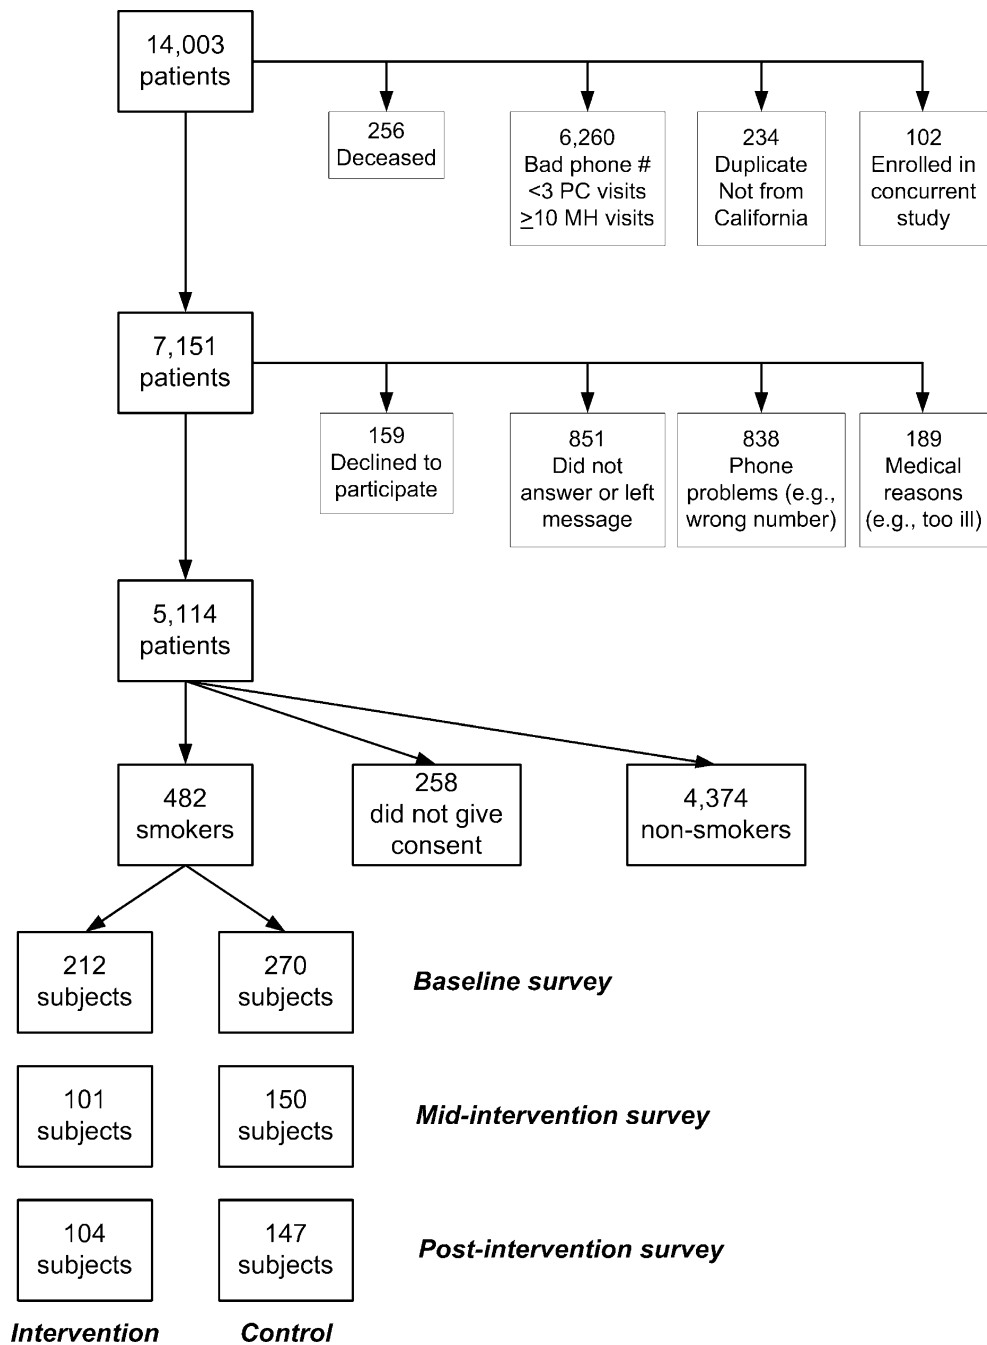 14,003
patients
256
Deceased
6,260
Bad phone #
<3 PC visits
≥10 MH visits
234
Duplicate
Not from
California
102
Enrolled in
concurrent
study
7,151
patients
159
Declined to
participate
851
Did not
answer or left
message
838
Phone
problems (e.g.,
wrong number)
189
Medical
reasons
(e.g., too ill)
5,114
patients
482
smokers
258
did not give
consent
4,374
non-smokers
212
subjects
270
subjects
Baseline survey
101
subjects
150
subjects
Mid-intervention survey
104
subjects
147
subjects
Post-intervention survey
Intervention
Control